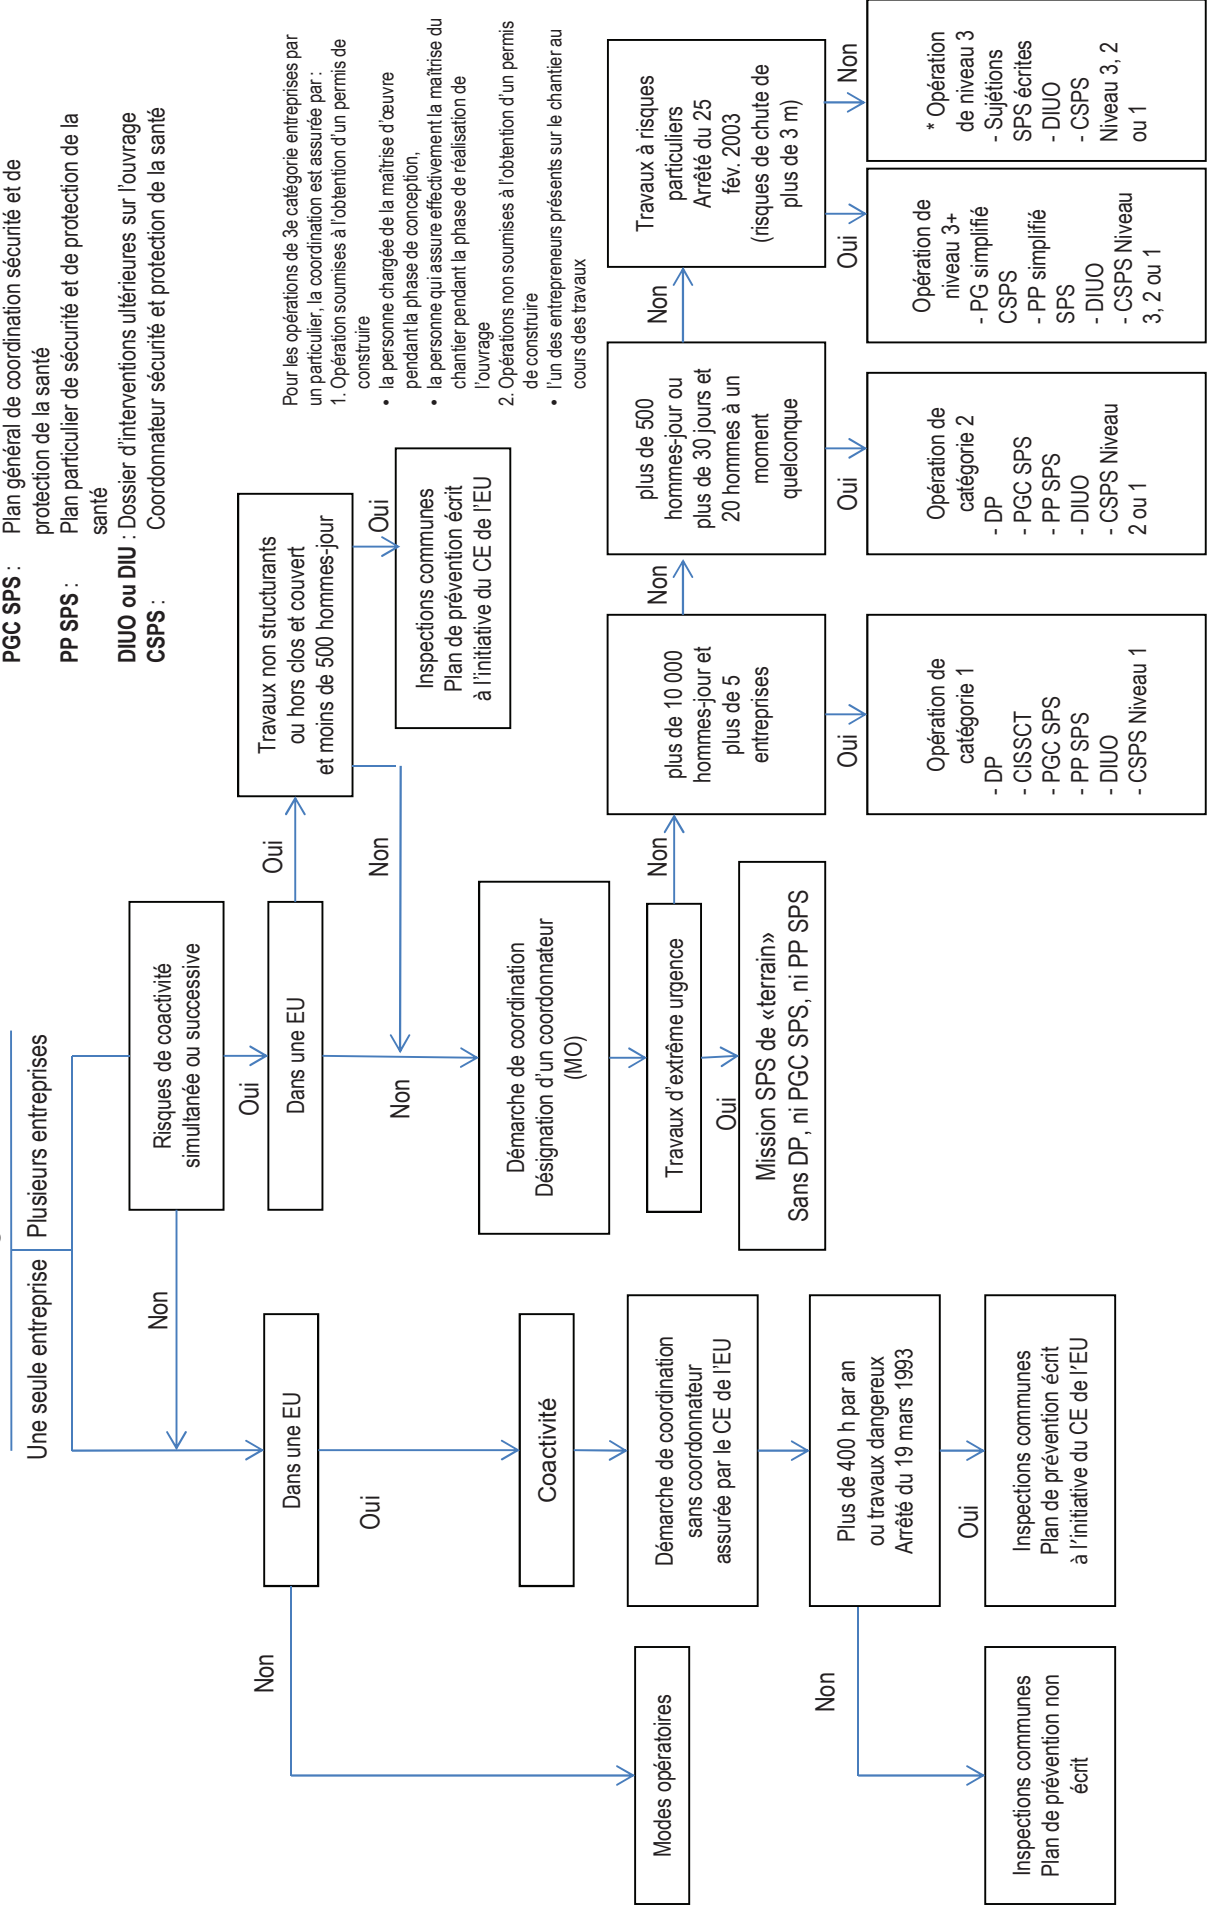 PGC SPS : Plan général de coordination sécurité et de
protection de la santé
PP SPS : Plan particulier de sécurité et de protection de la
santé
DIUO ou DIU : Dossier d'interventions ultérieures sur l'ouvrage
CSPS : Coordonnateur sécurité et protection de la santé
Une seule entreprise
Plusieurs entreprises
Non
Risques de coactivité
simultanée ou successive
Oui
Dans une EU
Oui
Travaux non structurants
ou hors clos et couvert
et moins de 500 hommes-jour
Oui
Inspections communes
Plan de prévention écrit
à l'initiative du CE de l'EU
Non
Non
Pour les opérations de 3e catégorie entreprises par
un particulier, la coordination est assurée par :
1. Opération soumises à l'obtention d'un permis de
construire
• la personne chargée de la maîtrise d'œuvre
pendant la phase de conception,
• la personne qui assure effectivement la maîtrise du
chantier pendant la phase de réalisation de
l'ouvrage
2. Opérations non soumises à l'obtention d'un permis
de construire
• l'un des entrepreneurs présents sur le chantier au
cours des travaux
Dans une EU
Non
Oui
Modes opératoires
Coactivité
Démarche de coordination
sans coordonnateur
assurée par le CE de l'EU
Plus de 400 h par an
ou travaux dangereux
Arrêté du 19 mars 1993
Non
Oui
Inspections communes
Plan de prévention non
écrit
Inspections communes
Plan de prévention écrit
à l'initiative du CE de l'EU
Démarche de coordination
Désignation d'un coordonnateur
(MO)
Travaux d'extrême urgence
Oui
Mission SPS de «terrain»
Sans DP, ni PGC SPS, ni PP SPS
Non
plus de 10 000
hommes-jour et
plus de 5
entreprises
Non
plus de 500
hommes-jour ou
plus de 30 jours et
20 hommes à un
moment
quelconque
Non
Travaux à risques
particuliers
Arrêté du 25
fév. 2003
(risques de chute de
plus de 3 m)
Oui
Oui
Oui
Non
Opération de
catégorie 1
- DP
- CISSCT
- PGC SPS
- PP SPS
- DIUO
- CSPS Niveau 1
Opération de
catégorie 2
- DP
- PGC SPS
- PP SPS
- DIUO
- CSPS Niveau
2 ou 1
Opération de
niveau 3+
- PG simplifié
CSPS
- PP simplifié
SPS
- DIUO
- CSPS Niveau
3, 2 ou 1
* Opération
de niveau 3
- Sujétions
SPS écrites
- DIUO
- CSPS
Niveau 3, 2
ou 1